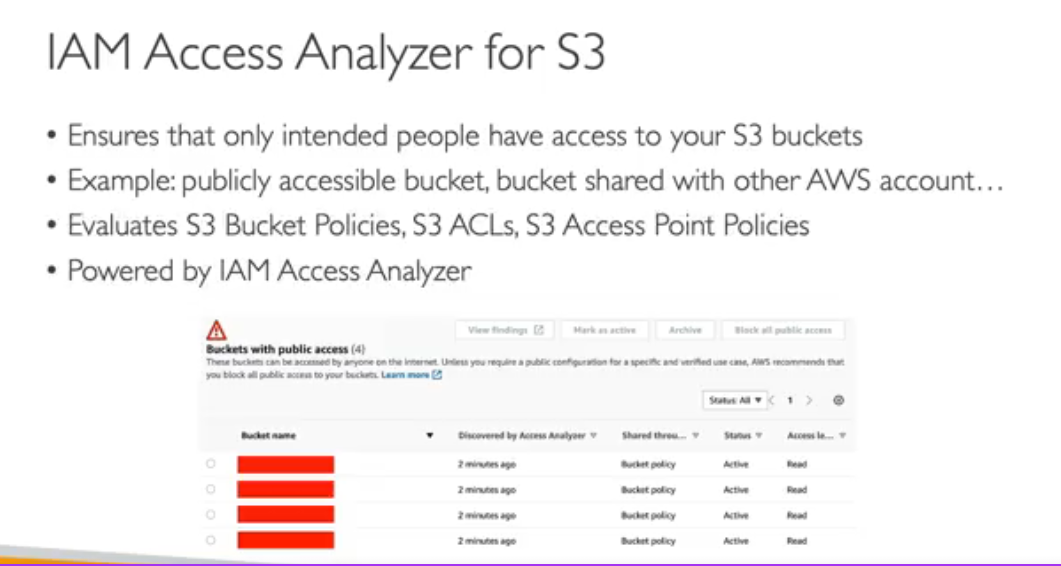 IAM Access Analyzer for S3
• Ensures that only intended people have access to your S3 buckets
• Example: publicly accessible bucket, bucket shared with other AWS account…
• Evaluates S3 Bucket Policies, S3 ACLs, S3 Access Point Policies
• Powered by IAM Access Analyzer
View findings Mark as active Archive Block all public access
Buckets with public access (4)
These buckets can be accessed by anyone on the internet. Unless you require a public configuration for a specific and verified use case, AWS recommends that
you block all public access to your buckets. Learn more
Status: All 1
Bucket name Discovered by Access Analyzer Shared throu... Status Access le...
2 minutes ago Bucket policy Active Read
2 minutes ago Bucket policy Active Read
2 minutes ago Bucket policy Active Read
2 minutes ago Bucket policy Active Read